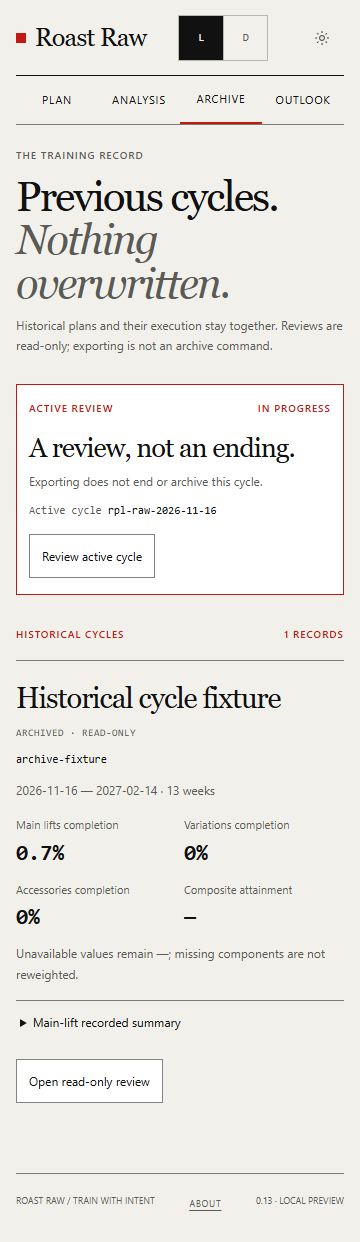 Roast Raw L D
PLAN ANALYSIS ARCHIVE OUTLOOK
THE TRAINING RECORD
Previous cycles.
Nothing
overwritten.
Historical plans and their execution stay together. Reviews are
read-only; exporting is not an archive command.
ACTIVE REVIEW IN PROGRESS
A review, not an ending.
Exporting does not end or archive this cycle.
Active cycle rpl-raw-2026-11-16
Review active cycle
HISTORICAL CYCLES 1 RECORDS
Historical cycle fixture
ARCHIVED · READ-ONLY
archive-fixture
2026-11-16 — 2027-02-14 · 13 weeks
Main lifts completion Variations completion
0.7% 0%
Accessories completion Composite attainment
0% —
Unavailable values remain —; missing components are not
reweighted.
▶ Main-lift recorded summary
Open read-only review
ROAST RAW / TRAIN WITH INTENT ABOUT 0.13 · LOCAL PREVIEW